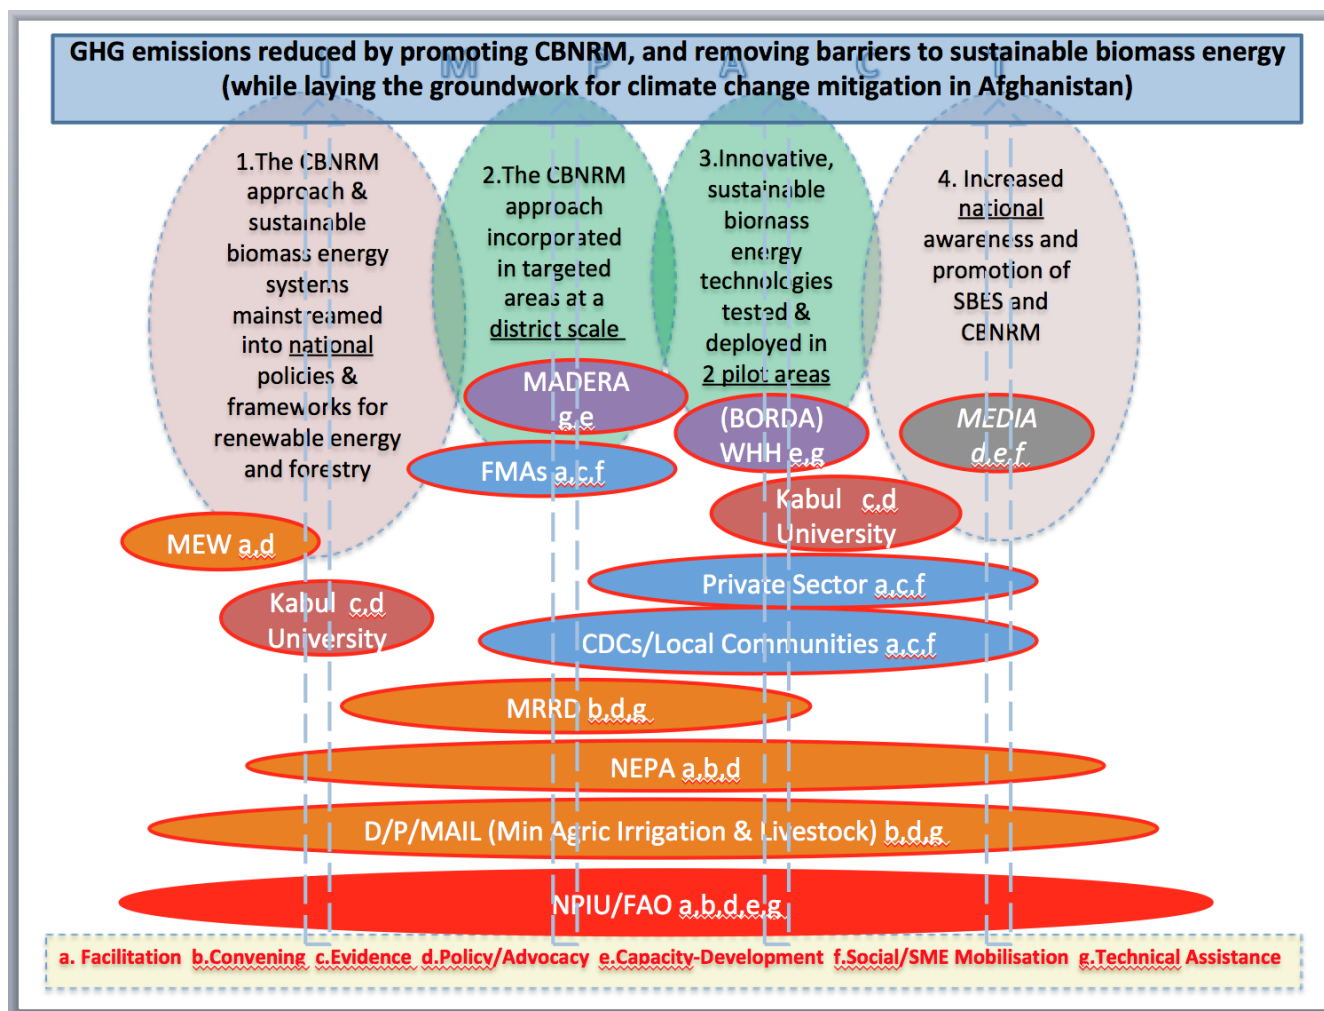 GHG emissions reduced by promoting CBNRM, and removing barriers to sustainable biomass energy
(while laying the groundwork for climate change mitigation in Afghanistan)
I M P A C T
1.The CBNRM
approach &
sustainable
biomass energy
systems
mainstreamed
into national
policies &
frameworks for
renewable energy
and forestry
2.The CBNRM
approach
incorporated
in targeted
areas at a
district scale
3.Innovative,
sustainable
biomass
energy
technologies
tested &
deployed in
2 pilot areas
4. Increased
national
awareness and
promotion of
SBES and
CBNRM
MADERA
g,e
(BORDA)
WHH e,g
MEDIA
d,e,f
FMAs a,c,f
Kabul c,d
University
MEW a,d
Private Sector a,c,f
Kabul c,d
University
CDCs/Local Communities a,c,f
MRRD b,d,g
NEPA a,b,d
D/P/MAIL (Min Agric Irrigation & Livestock) b,d,g
NPIU/FAO a,b,d,e,g
a. Facilitation b.Convening c.Evidence d.Policy/Advocacy e.Capacity-Development f.Social/SME Mobilisation g.Technical Assistance